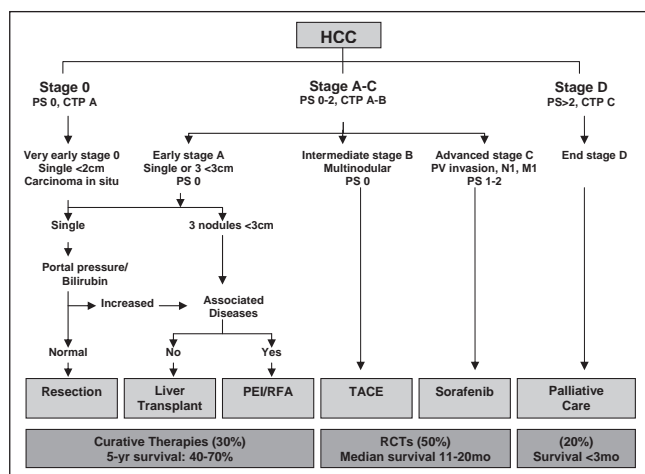 HCC
Stage 0
PS 0, CTP A
Stage A-C
PS 0-2, CTP A-B
Stage D
PS>2, CTP C
Very early stage 0
Single <2cm
Carcinoma in situ
Early stage A
Single or 3 <3cm
PS 0
Intermediate stage B
Multinodular
PS 0
Advanced stage C
PV invasion, N1, M1
PS 1-2
End stage D
Single
3 nodules <3cm
Portal pressure/
Bilirubin
Increased
Associated
Diseases
Normal
No
Yes
Resection
Liver
Transplant
PEI/RFA
TACE
Sorafenib
Palliative
Care
Curative Therapies (30%)
5-yr survival: 40-70%
RCTs (50%)
Median survival 11-20mo
(20%)
Survival <3mo